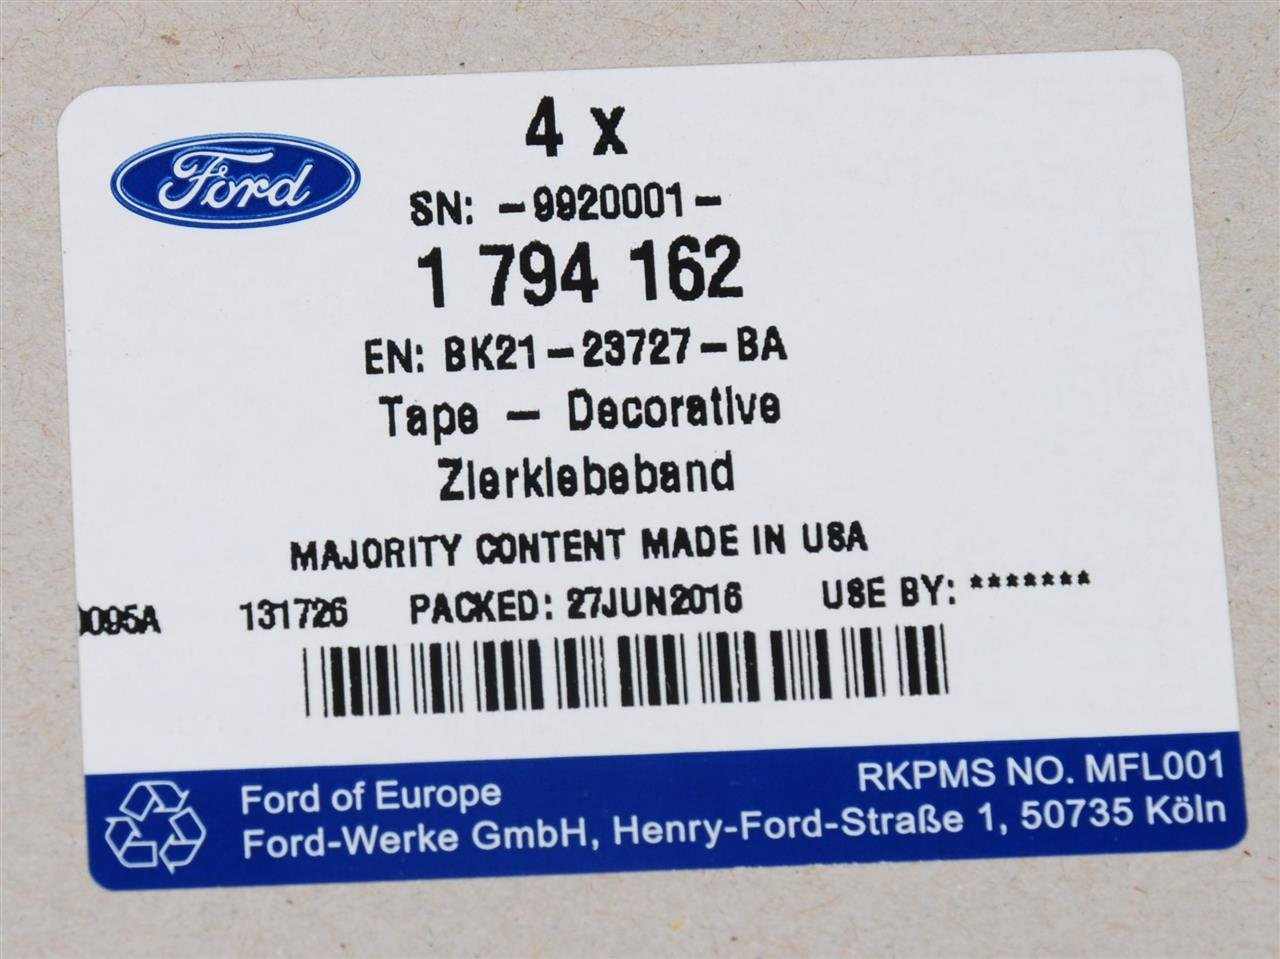 4 x
Ford
SN: -9920001-
1 794 162
EN: BK21-23727-BA
Tape - Decorative
Zierklebeband
MAJORITY CONTENT MADE IN USA
131726 PACKED: 27JUN2016 USE BY: *******
RKPMS NO. MFL001
Ford of Europe
Ford-Werke GmbH, Henry-Ford-Straße 1, 50735 Köln